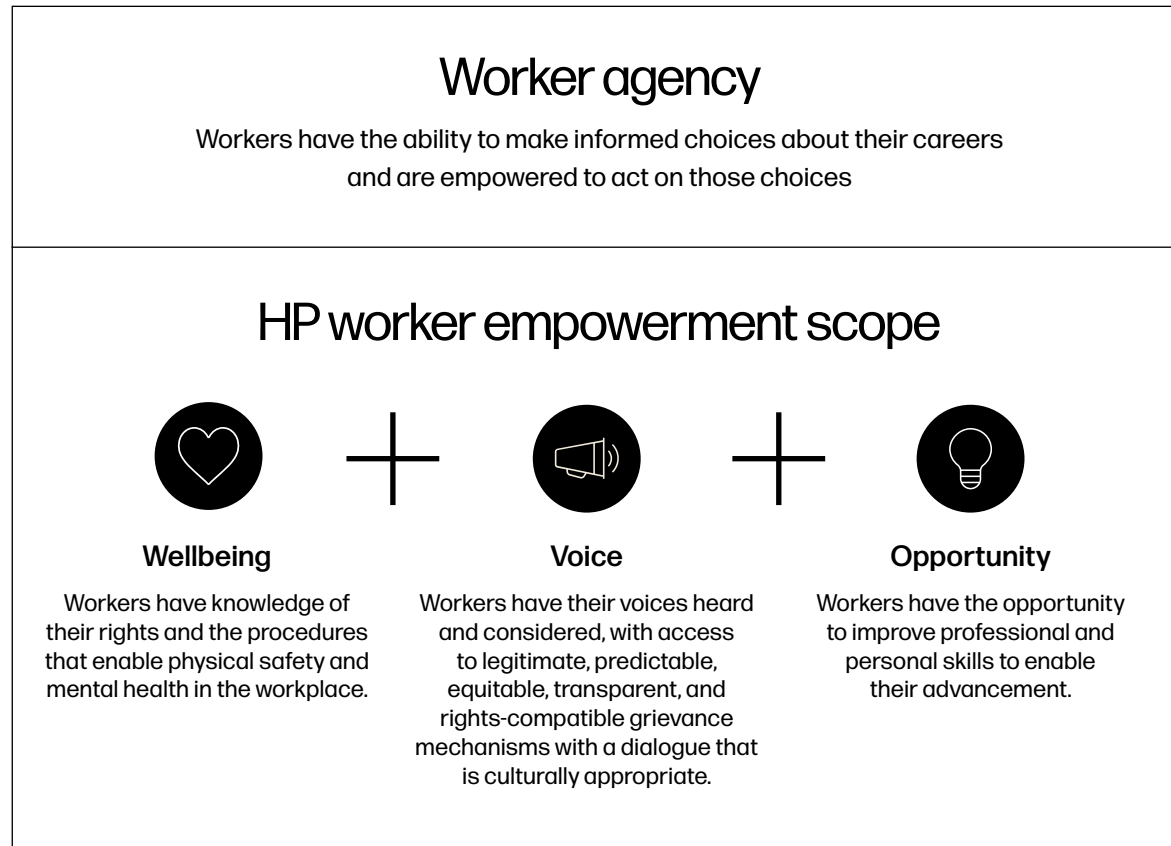 Worker agency
Workers have the ability to make informed choices about their careers
and are empowered to act on those choices
HP worker empowerment scope
Wellbeing
Workers have knowledge of
their rights and the procedures
that enable physical safety and
mental health in the workplace.
Voice
Workers have their voices heard
and considered, with access
to legitimate, predictable,
equitable, transparent, and
rights-compatible grievance
mechanisms with a dialogue that
is culturally appropriate.
Opportunity
Workers have the opportunity
to improve professional and
personal skills to enable
their advancement.